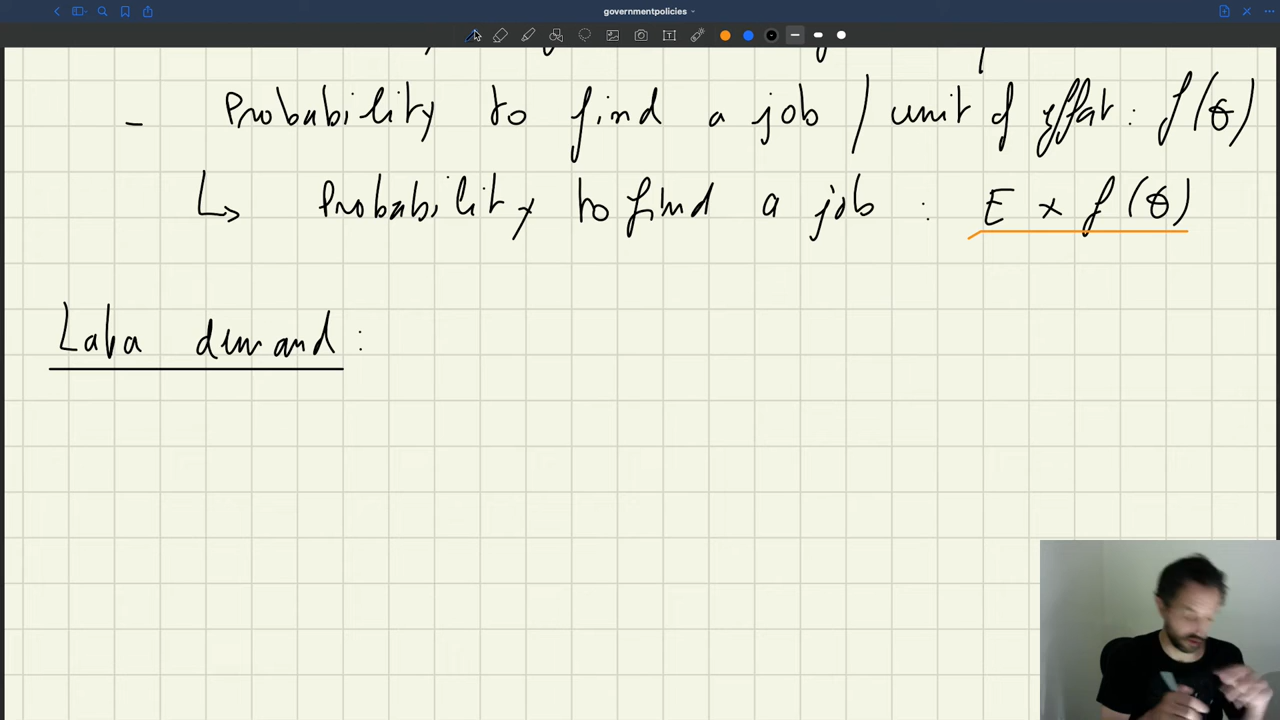 governmentpolicies
- Probability to find a job / unit of effort: f(θ)
↳ Probability to find a job : E × f(θ)
Labor demand: